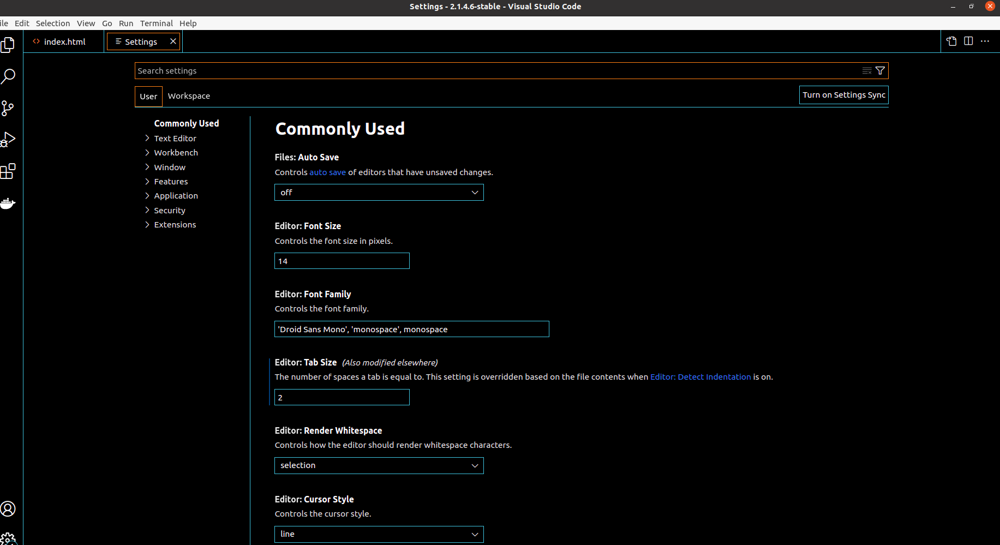 Settings - 2.1.4.6-stable - Visual Studio Code
ile Edit Selection View Go Run Terminal Help
index.html
Settings
Search settings
User Workspace
Turn on Settings Sync
Commonly Used
Text Editor
Workbench
Window
Features
Application
Security
Extensions
Commonly Used
Files: Auto Save
Controls auto save of editors that have unsaved changes.
off
Editor: Font Size
Controls the font size in pixels.
14
Editor: Font Family
Controls the font family.
'Droid Sans Mono', 'monospace', monospace
Editor: Tab Size (Also modified elsewhere)
The number of spaces a tab is equal to. This setting is overridden based on the file contents when Editor: Detect Indentation is on.
2
Editor: Render Whitespace
Controls how the editor should render whitespace characters.
selection
Editor: Cursor Style
Controls the cursor style.
line